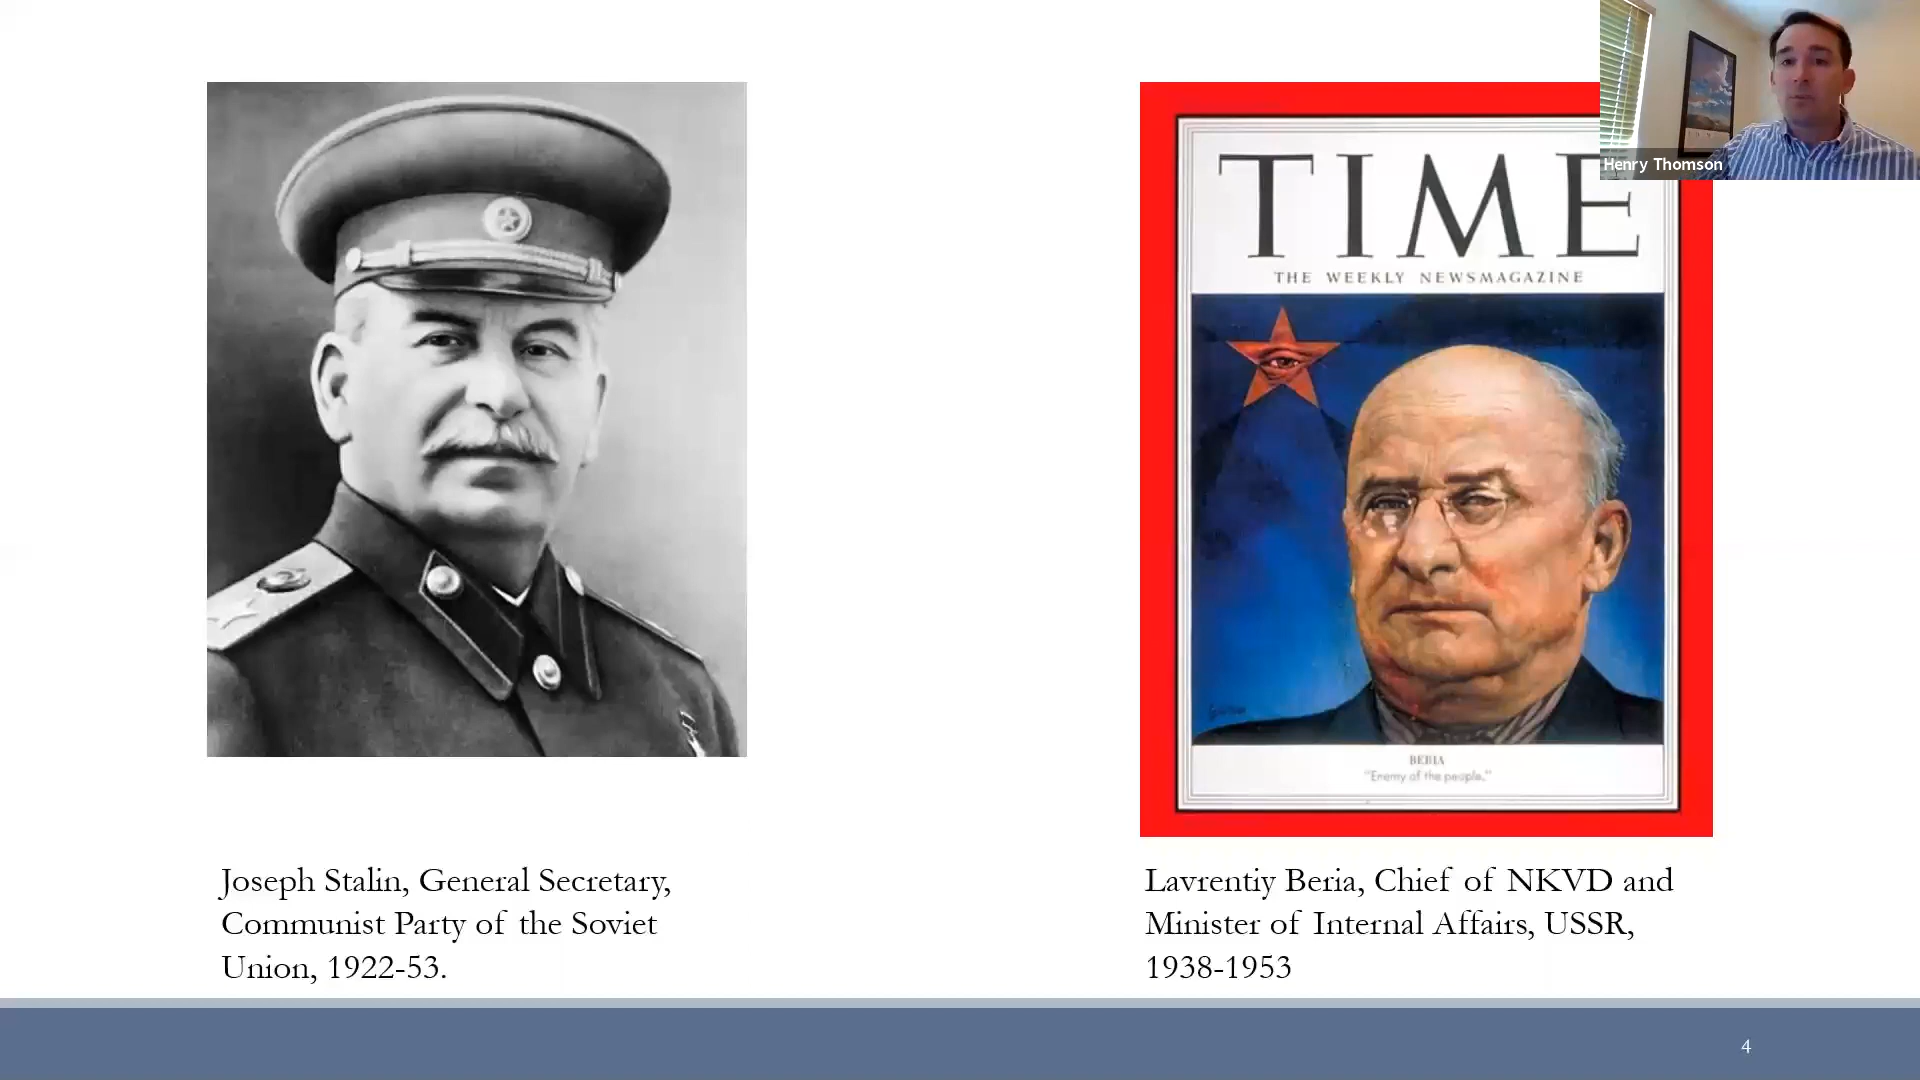 Henry Thomson
TIME
THE WEEKLY NEWSMAGAZINE
BERIA
"Enemy of the people."
Joseph Stalin, General Secretary,
Communist Party of the Soviet
Union, 1922-53.
Lavrentiy Beria, Chief of NKVD and
Minister of Internal Affairs, USSR,
1938-1953
4